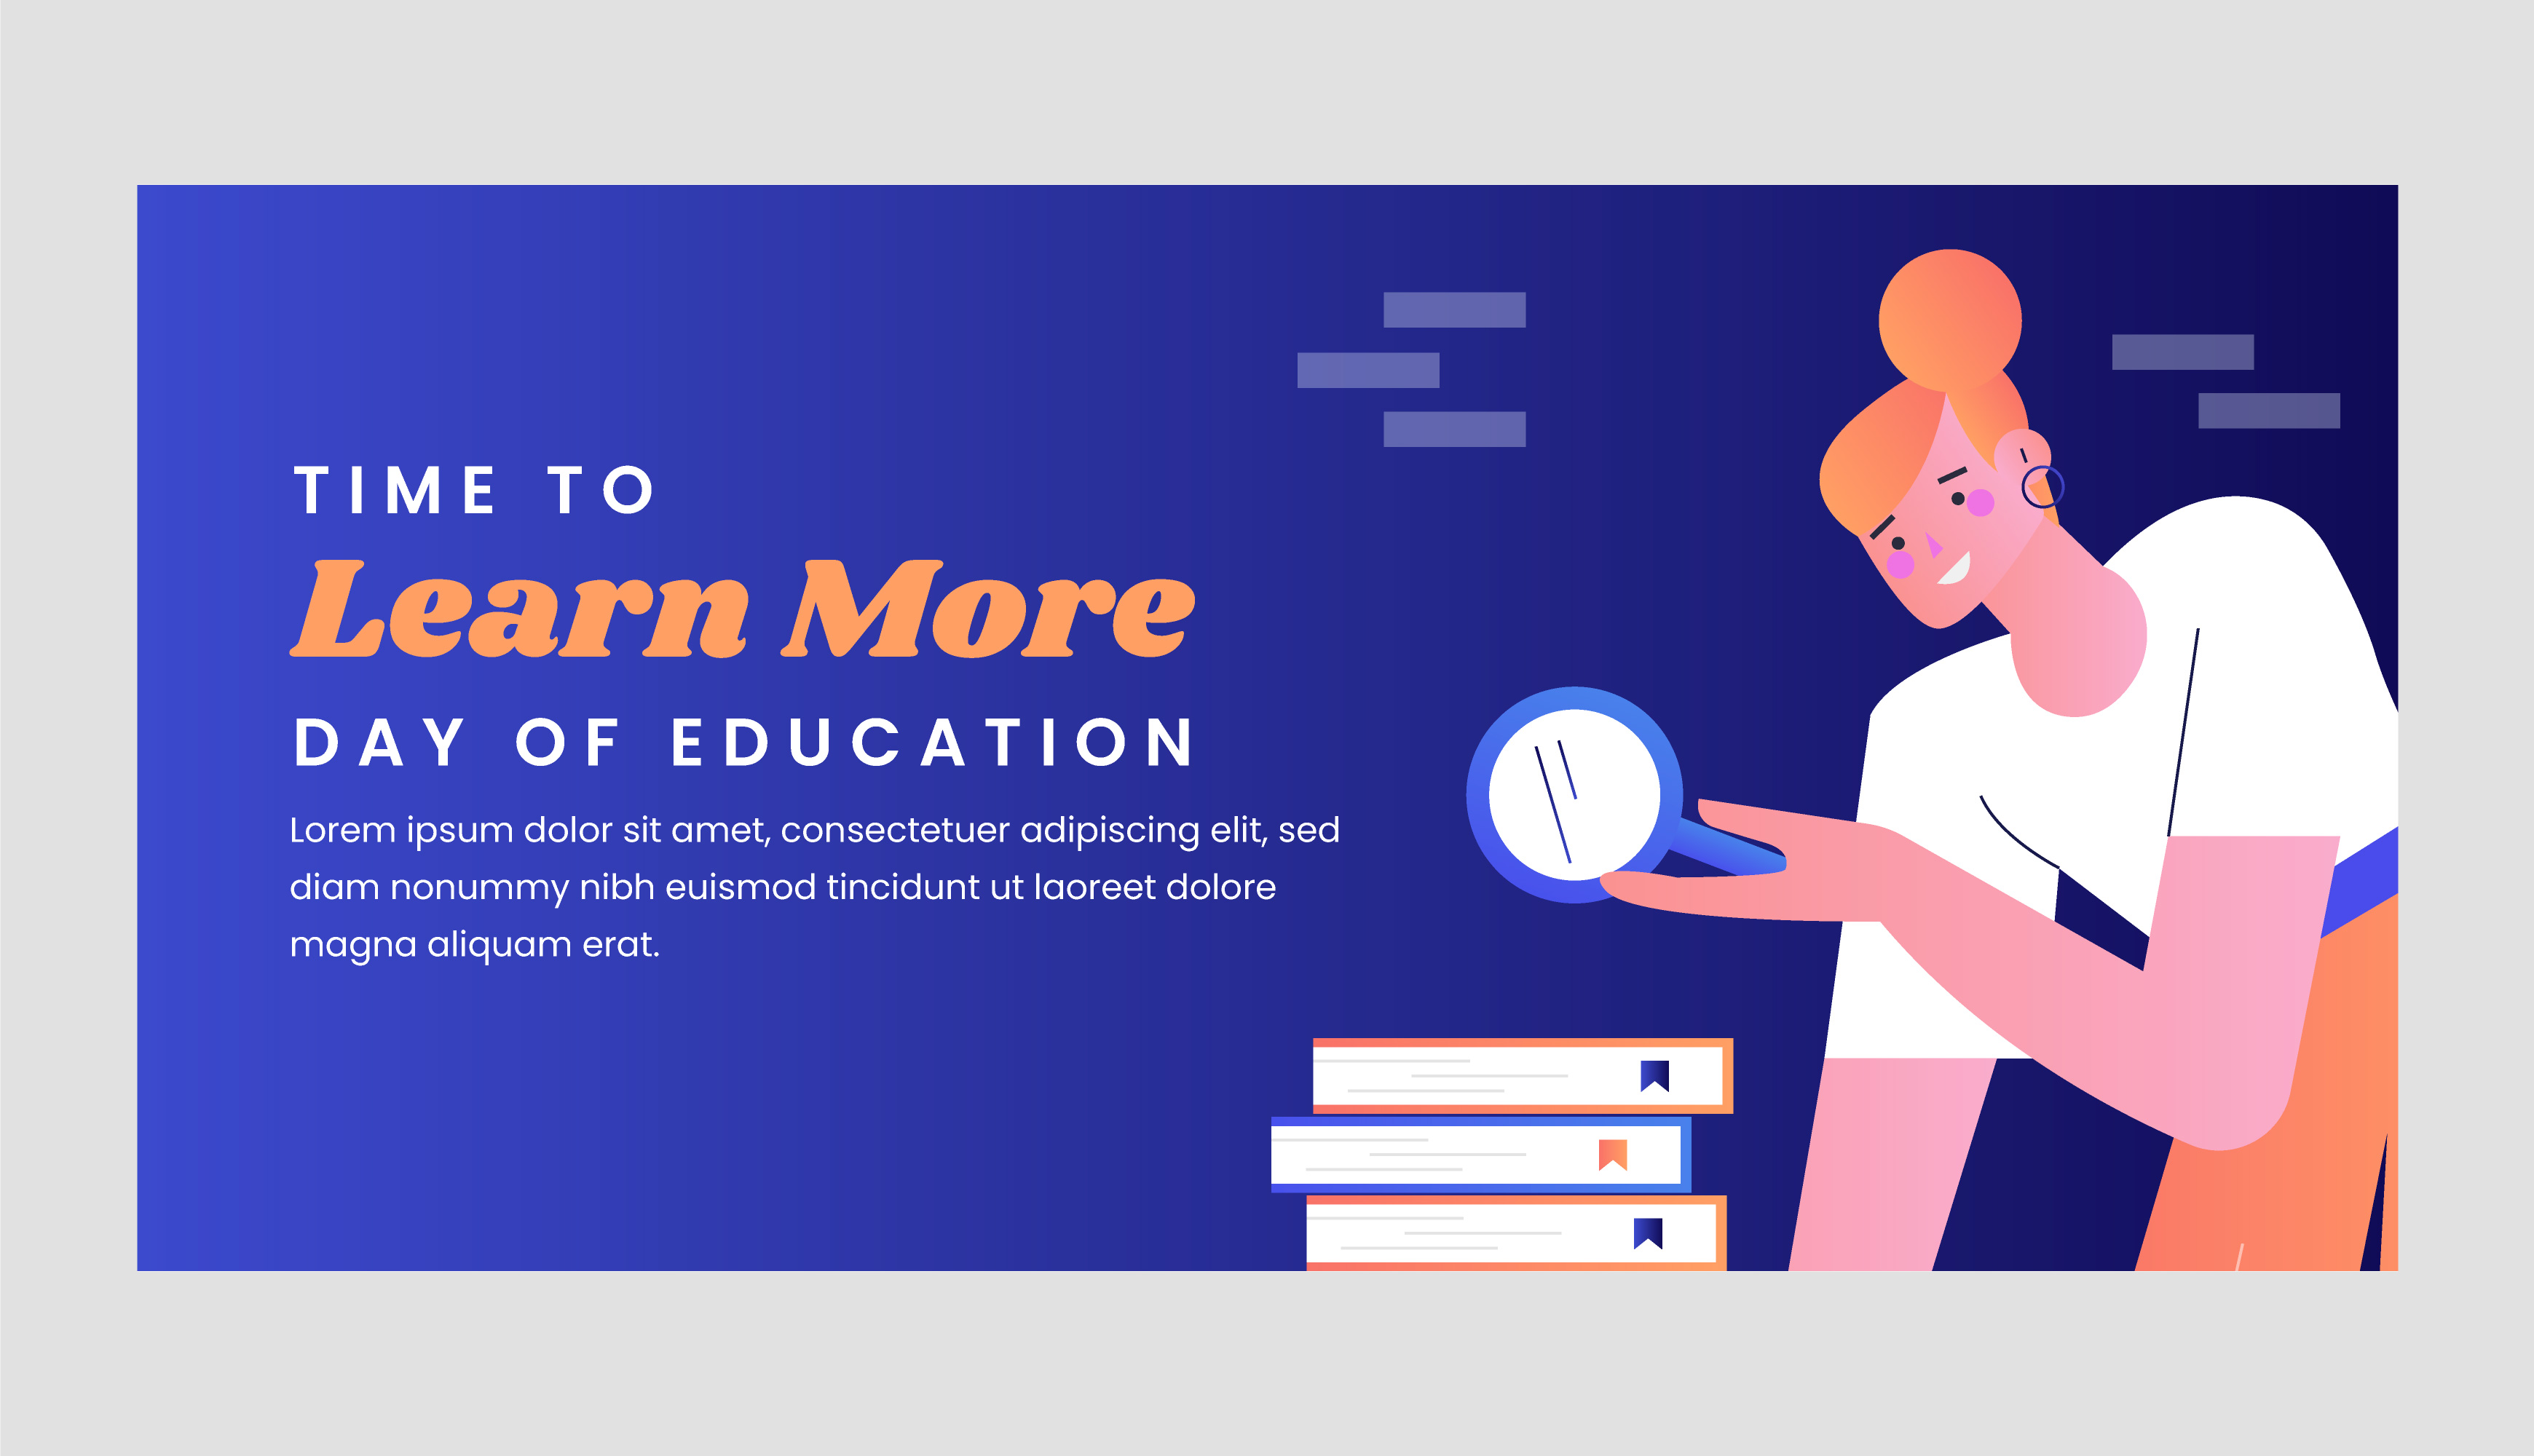 TIME TO
Learn More
DAY OF EDUCATION
Lorem ipsum dolor sit amet, consectetuer adipiscing elit, sed
diam nonummy nibh euismod tincidunt ut laoreet dolore
magna aliquam erat.